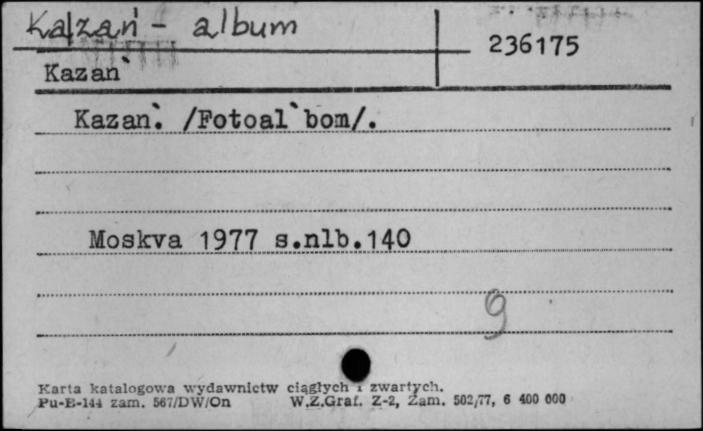 Kazań - album
236175
Kazan`
Kazan`. /Fotoal`bom/.
Moskva 1977 s.nlb.140
9
Karta katalogowa wydawnictw ciągłych i zwartych.
Pu-E-144 zam. 567/DW/On W.Z.Graf. Z-2, Zam. 502/77, 6 400 000